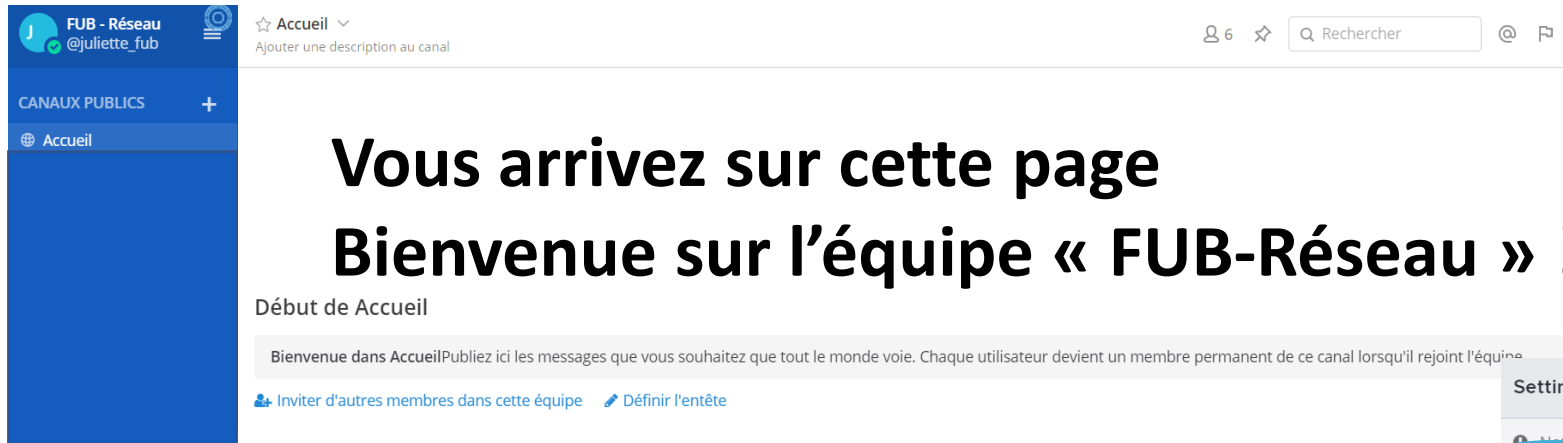 J
FUB - Réseau
@juliette_fub
CANAUX PUBLICS +
Accueil
Accueil
Ajouter une description au canal
6
Rechercher
@
Vous arrivez sur cette page
Bienvenue sur l’équipe « FUB-Réseau »
Début de Accueil
Bienvenue dans AccueilPubliez ici les messages que vous souhaitez que tout le monde voie. Chaque utilisateur devient un membre permanent de ce canal lorsqu'il rejoint l'équipe
Inviter d'autres membres dans cette équipe
Définir l'entête